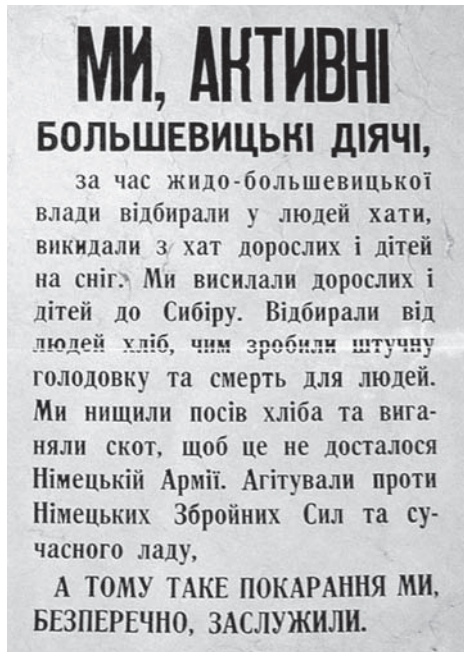 МИ, АКТИВНІ
БОЛЬШЕВИЦЬКІ ДІЯЧІ,
за час жидо-большевицької
влади відбирали у людей хати,
викидали з хат дорослих і дітей
на сніг. Ми висилали дорослих і
дітей до Сибіру. Відбирали від
людей хліб, чим зробили штучну
голодовку та смерть для людей.
Ми нищили посів хліба та вига-
няли скот, щоб це не досталося
Німецькій Армії. Агітували проти
Німецьких Збройних Сил та су-
часного ладу,
А ТОМУ ТАКЕ ПОКАРАННЯ МИ,
БЕЗПЕРЕЧНО, ЗАСЛУЖИЛИ.